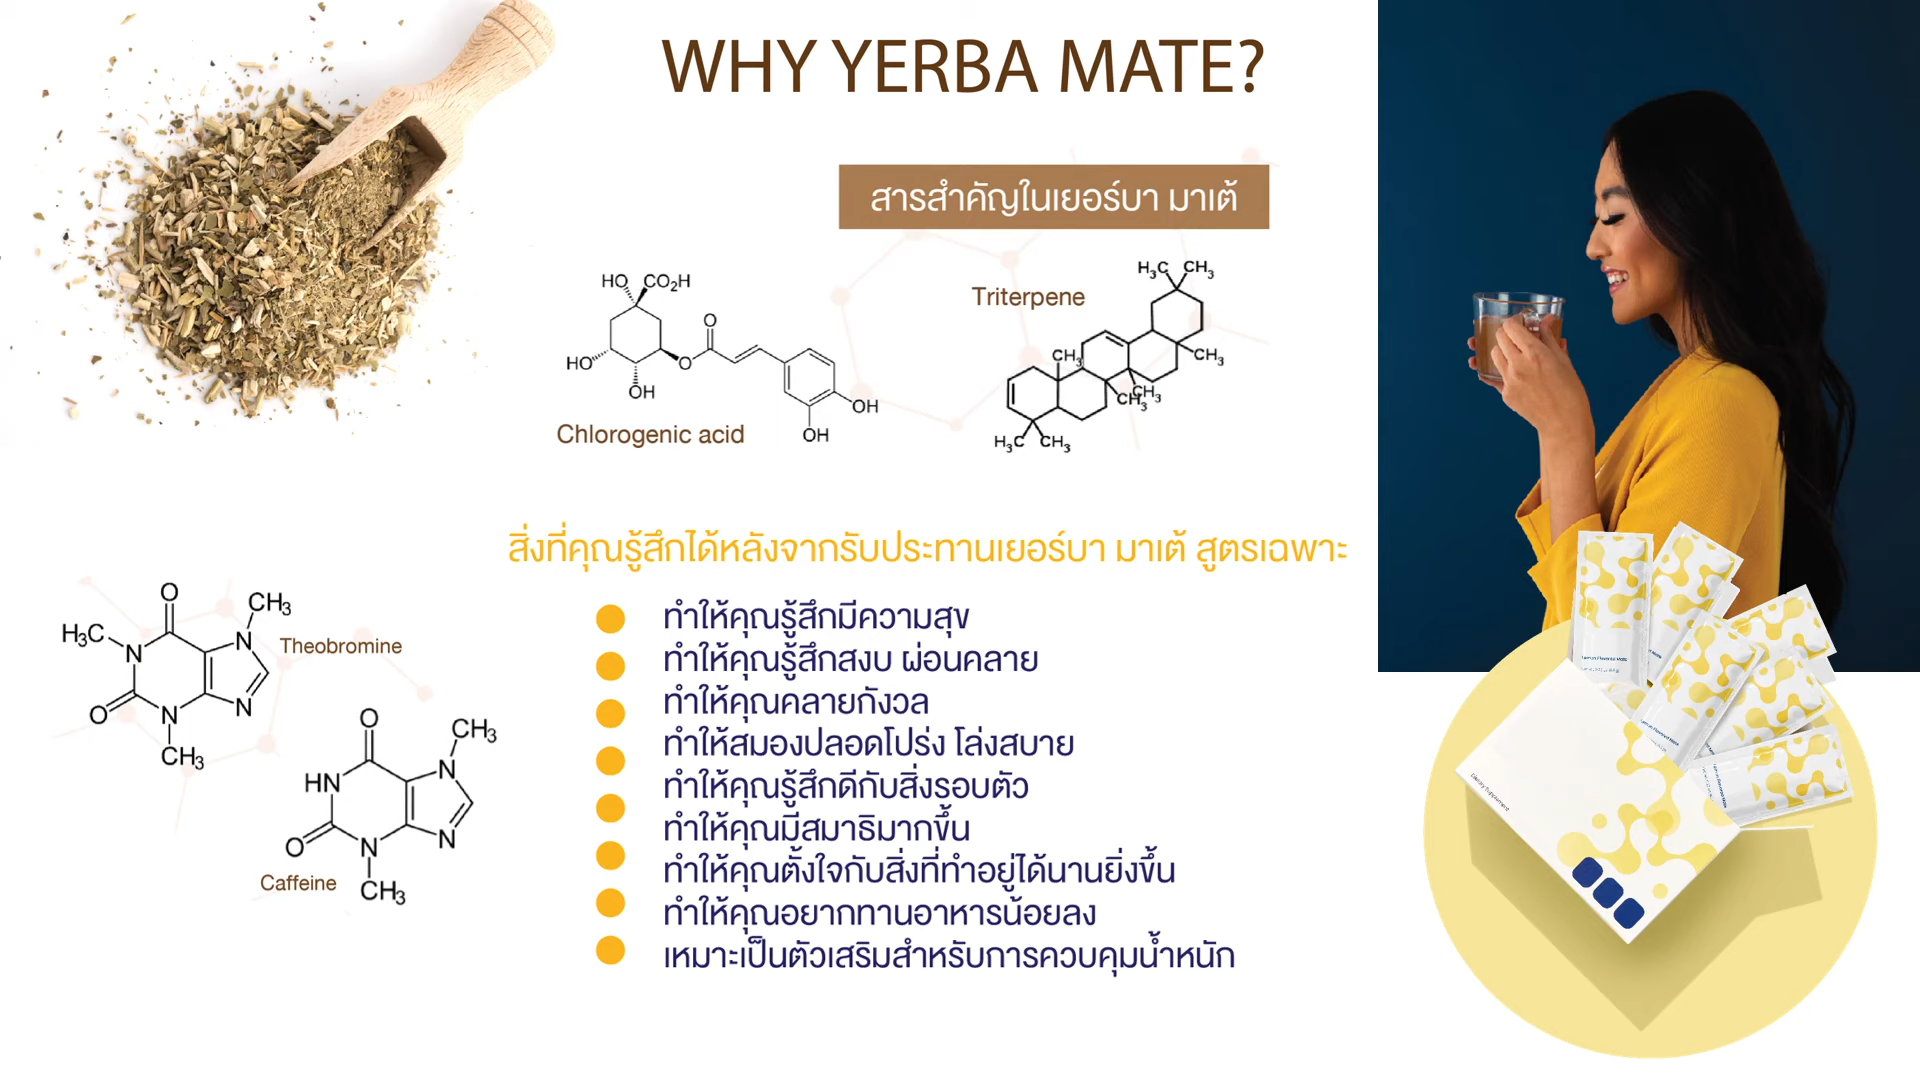 WHY YERBA MATE?
สารสำคัญในเยอร์บา มาเต้
HO CO₂H
O
HO
O
OH
OH
OH
Chlorogenic acid
Triterpene
H₃C CH₃
CH₃
CH₃
CH₃
CH₃
H₃C CH₃
สิ่งที่คุณรู้สึกได้หลังจากรับประทานเยอร์บา มาเต้ สูตรเฉพาะ
O
CH₃
H₃C
N
N
Theobromine
O
N
N
CH₃
O
CH₃
HN
N
O
N
N
Caffeine
CH₃
ทำให้คุณรู้สึกมีความสุข
ทำให้คุณรู้สึกสงบ ผ่อนคลาย
ทำให้คุณคลายกังวล
ทำให้สมองปลอดโปร่ง โล่งสบาย
ทำให้คุณรู้สึกดีกับสิ่งรอบตัว
ทำให้คุณมีสมาธิมากขึ้น
ทำให้คุณตั้งใจกับสิ่งที่ทำอยู่ได้นานยิ่งขึ้น
ทำให้คุณอยากทานอาหารน้อยลง
เหมาะเป็นตัวเสริมสำหรับการควบคุมน้ำหนัก
Lemon Flavored Mate
Dietary Supplement